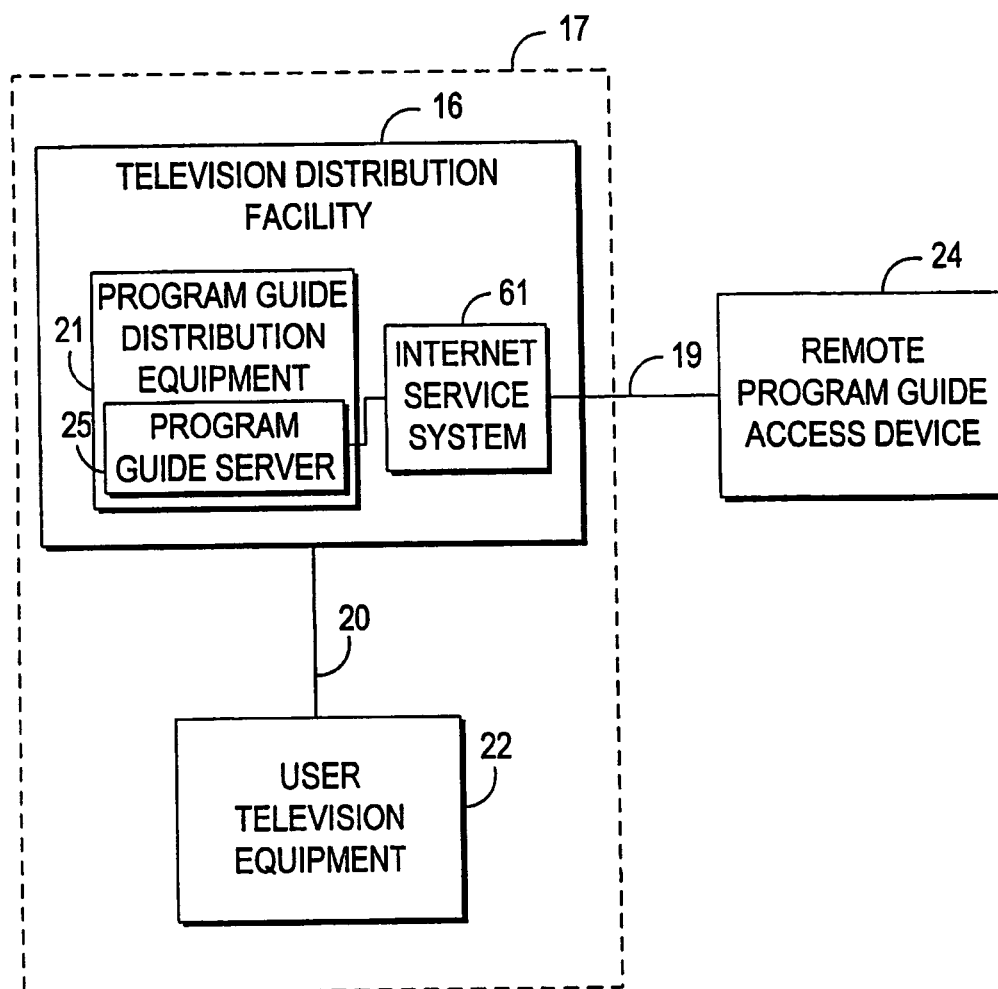 17
16
TELEVISION DISTRIBUTION
FACILITY
24
PROGRAM GUIDE
DISTRIBUTION
EQUIPMENT
21
61
INTERNET
SERVICE
SYSTEM
19
REMOTE
PROGRAM GUIDE
ACCESS DEVICE
25
PROGRAM
GUIDE SERVER
20
22
USER
TELEVISION
EQUIPMENT